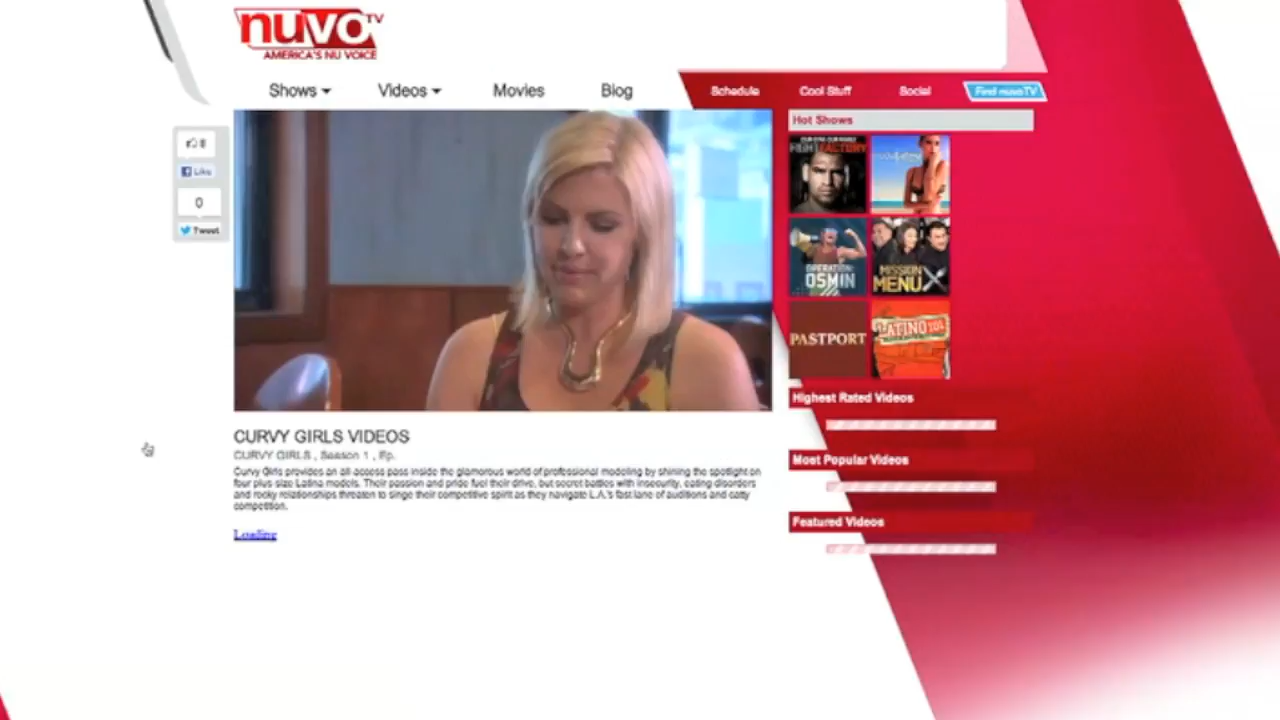 nuvo TV
AMERICA'S NU VOICE
Shows
Videos
Movies
Blog
Schedule
Cool Stuff
Social
Find nuvoTV
Like
0
Tweet
Hot Shows
FIGHT FACTORY
OPERATION:
OSMIN
MISSION
MENU
PASTPORT
LATINO 101
Highest Rated Videos
Most Popular Videos
Featured Videos
CURVY GIRLS VIDEOS
CURVY GIRLS , Season 1 , Ep.
Curvy Girls provides an all-access pass inside the glamorous world of professional modeling by shining the spotlight on
four plus size Latina models. Their passion and pride fuel their drive, but secret battles with insecurity, eating disorders
and rocky relationships threaten to singe their competitive spirit as they navigate L.A.'s fast lane of auditions and catty
competition.
Loading